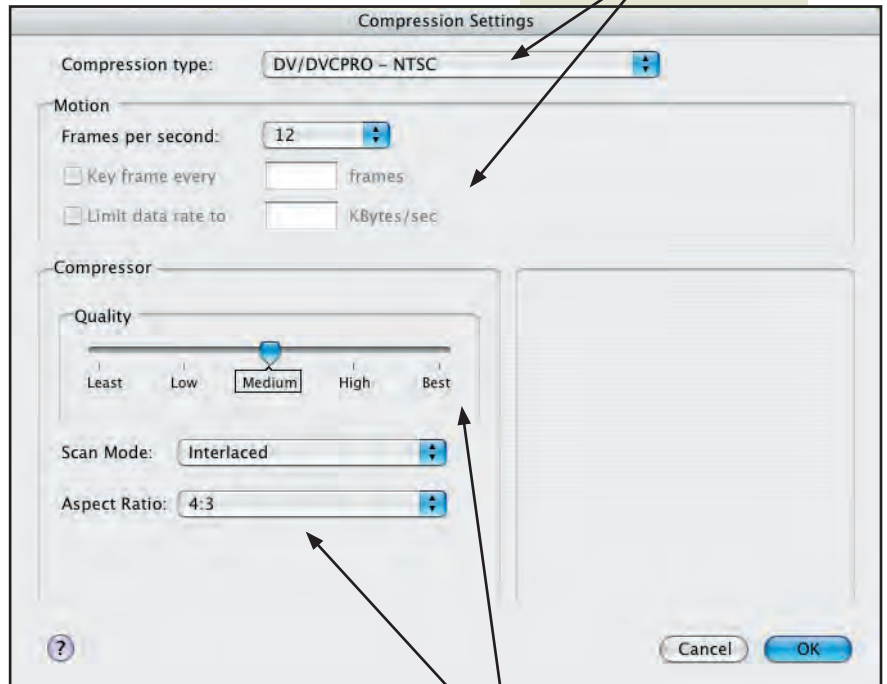 Compression Settings
Compression type: DV/DVCPRO – NTSC
Motion
Frames per second: 12
Key frame every frames
Limit data rate to KBytes/sec
Compressor
Quality
Least Low Medium High Best
Scan Mode: Interlaced
Aspect Ratio: 4:3
? Cancel OK